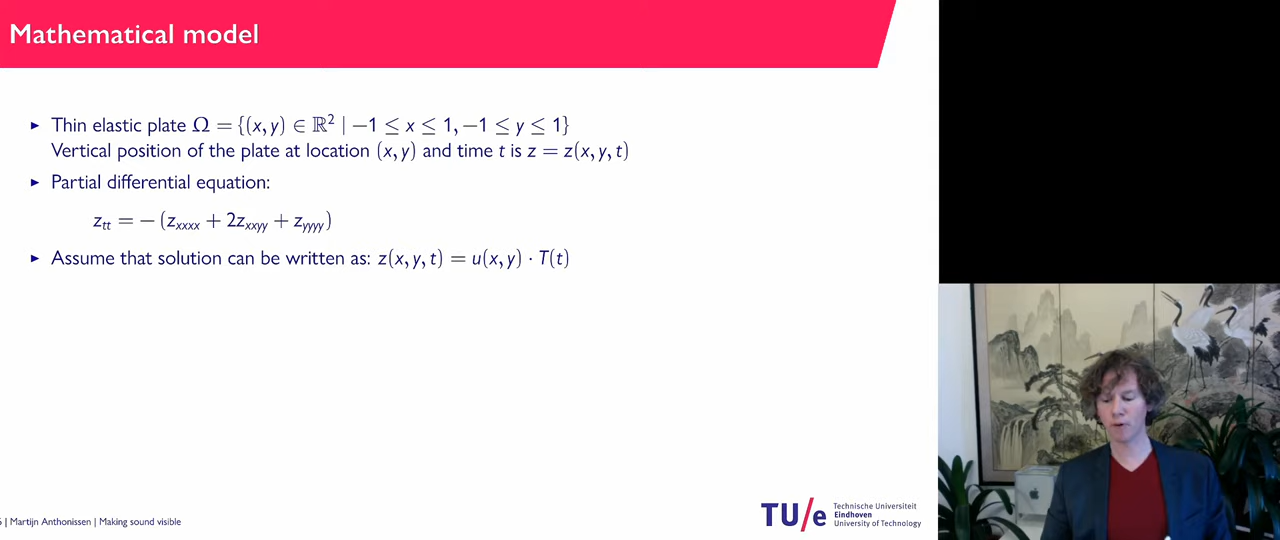 Mathematical model
▸ Thin elastic plate Ω = {(x, y) ∈ ℝ² | −1 ≤ x ≤ 1, −1 ≤ y ≤ 1}
Vertical position of the plate at location (x, y) and time t is z = z(x, y, t)
▸ Partial differential equation:
z_tt = − (z_xxxx + 2z_xxyy + z_yyyy)
▸ Assume that solution can be written as: z(x, y, t) = u(x, y) · T(t)
| Martijn Anthonissen | Making sound visible
TU/e
Technische Universiteit
Eindhoven
University of Technology